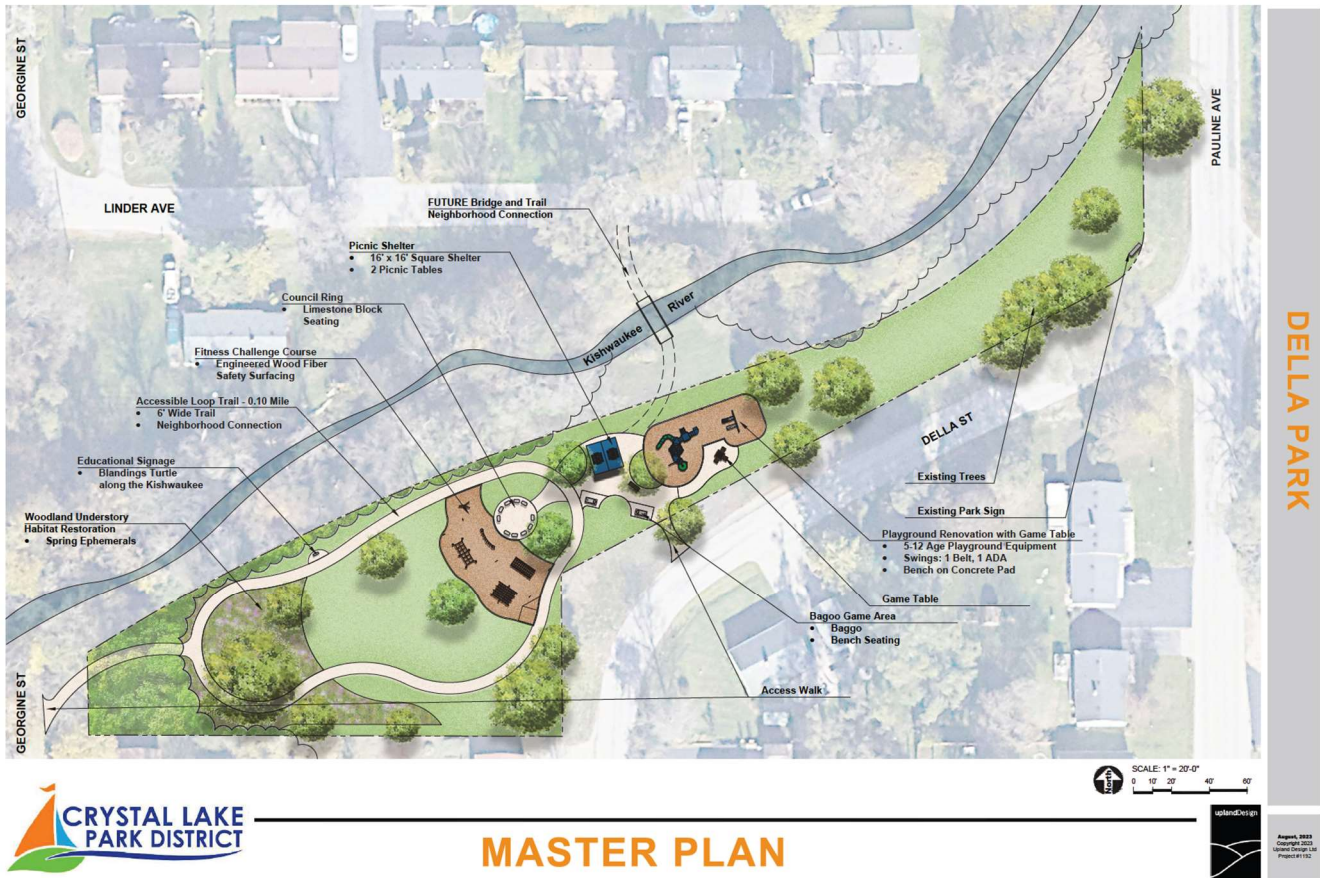 GEORGINE ST
PAULINE AVE
LINDER AVE
FUTURE Bridge and Trail
Neighborhood Connection
Picnic Shelter
• 16' x 16' Square Shelter
• 2 Picnic Tables
Council Ring
• Limestone Block
Seating
Kishwaukee River
Fitness Challenge Course
• Engineered Wood Fiber
Safety Surfacing
Accessible Loop Trail - 0.10 Mile
• 6' Wide Trail
• Neighborhood Connection
DELLA ST
Educational Signage
• Blandings Turtle
along the Kishwaukee
Existing Trees
Woodland Understory
Habitat Restoration
• Spring Ephemerals
Existing Park Sign
Playground Renovation with Game Table
• 5-12 Age Playground Equipment
• Swings: 1 Belt, 1 ADA
• Bench on Concrete Pad
Game Table
Bagoo Game Area
• Baggo
• Bench Seating
Access Walk
GEORGINE ST
DELLA PARK
North
SCALE: 1" = 20'-0"
0 10' 20' 40' 60'
CRYSTAL LAKE
PARK DISTRICT
MASTER PLAN
uplandDesign
August, 2023
Copyright 2023
Upland Design Ltd
Project #1192